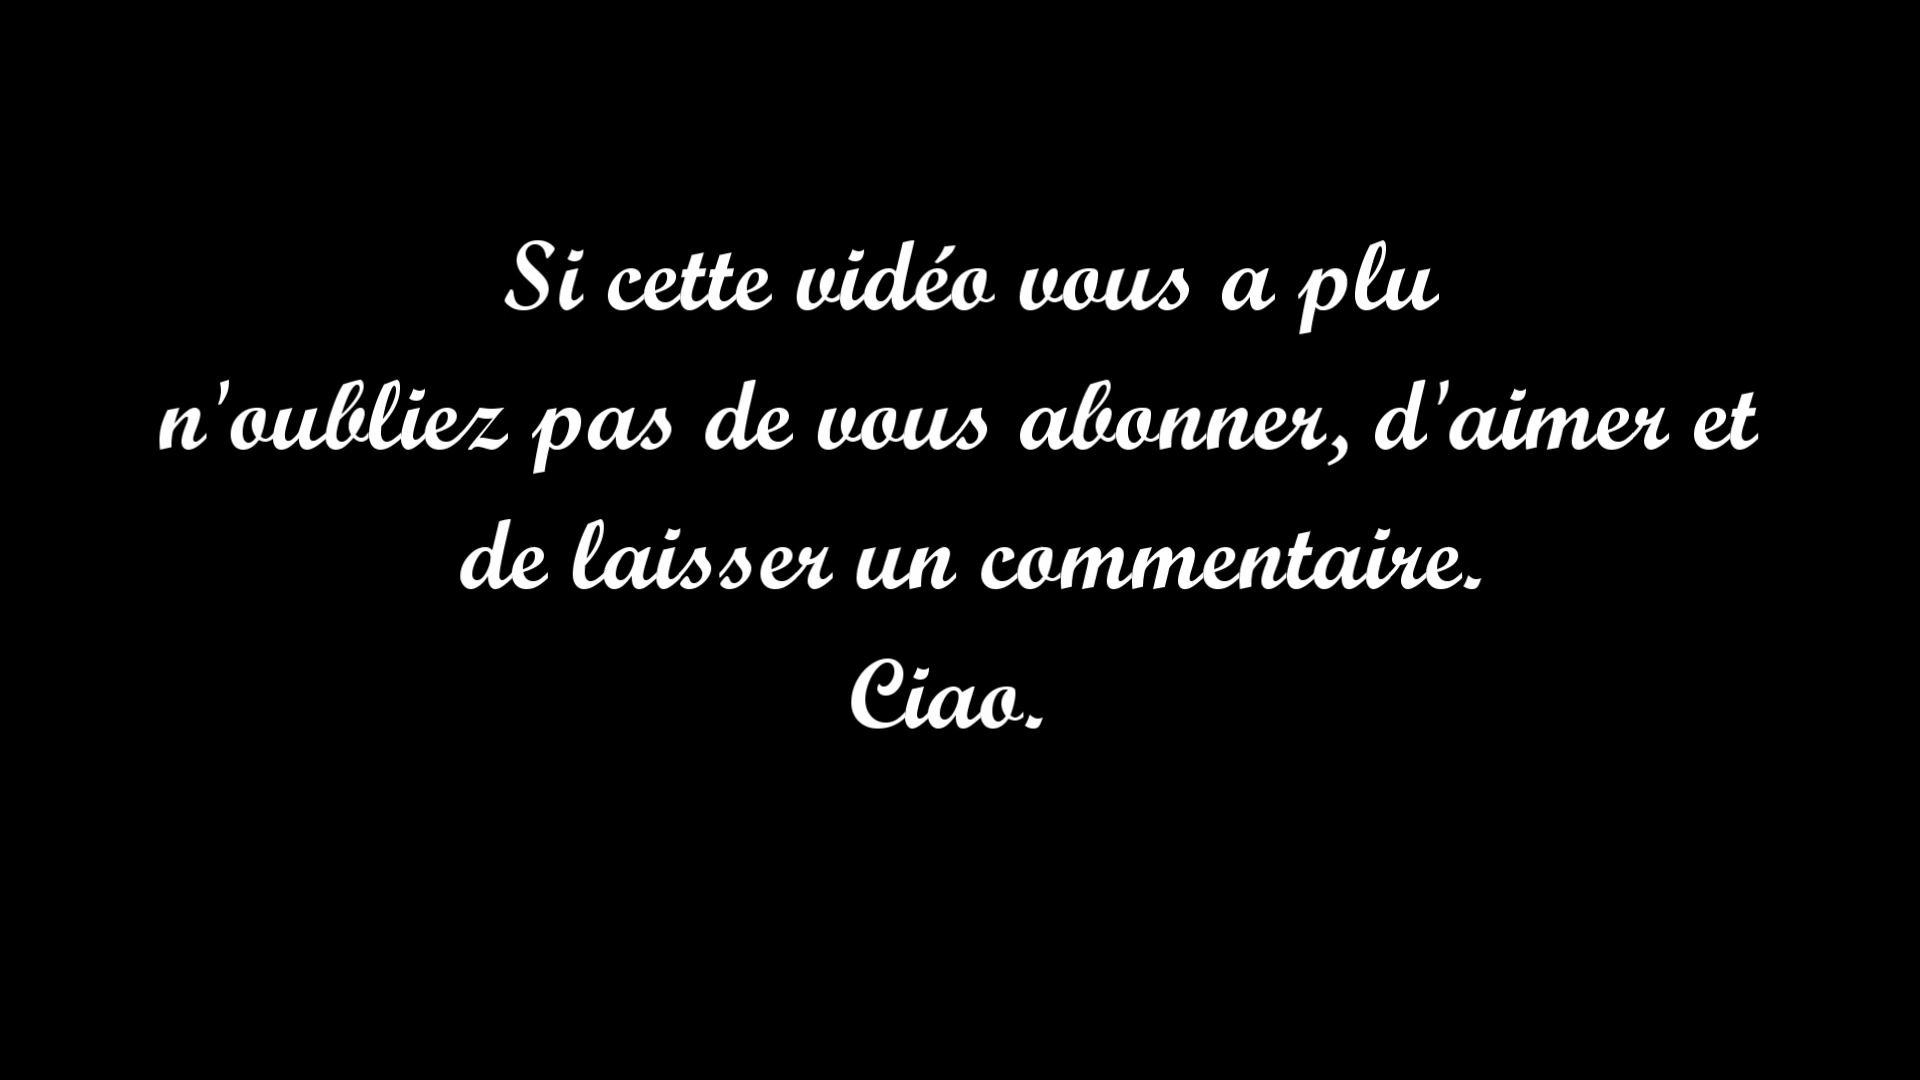 Si cette vidéo vous a plu
n'oubliez pas de vous abonner, d'aimer et
de laisser un commentaire.
Ciao.